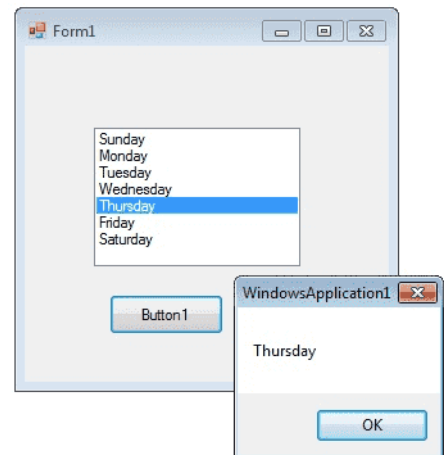 Form1
Sunday
Monday
Tuesday
Wednesday
Thursday
Friday
Saturday
Button1
WindowsApplication1
Thursday
OK